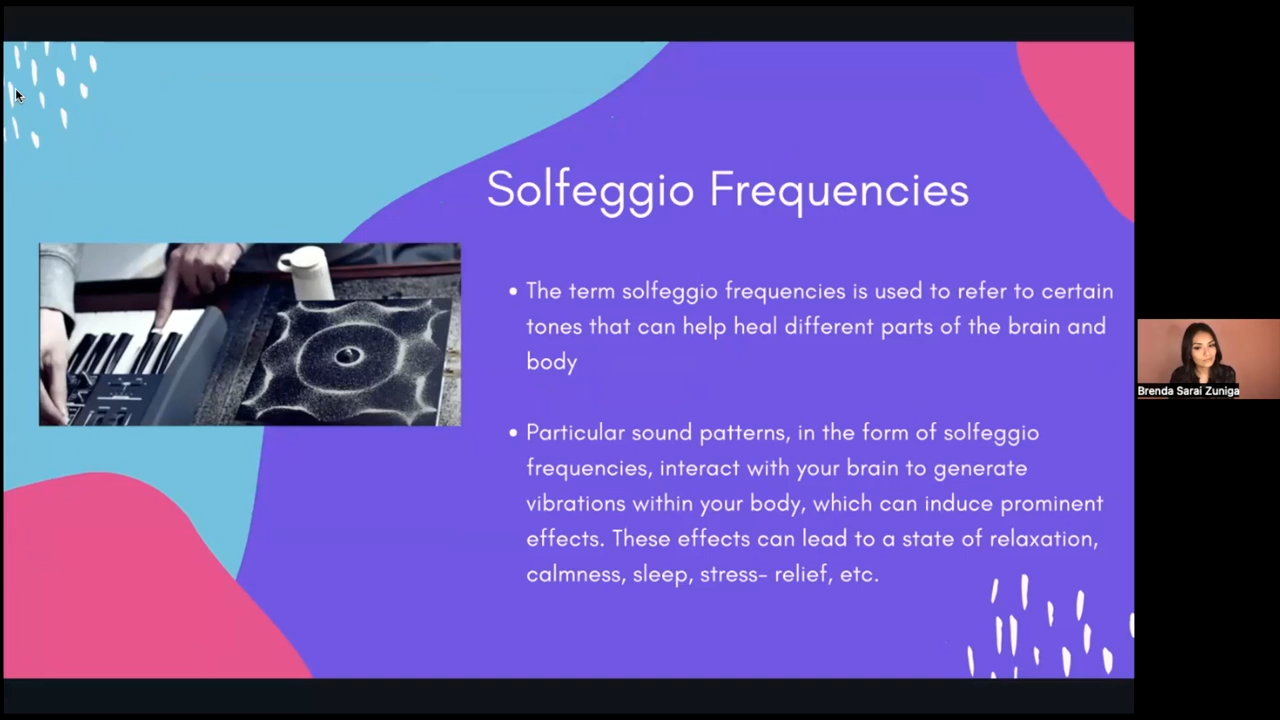 Solfeggio Frequencies
• The term solfeggio frequencies is used to refer to certain
tones that can help heal different parts of the brain and
body
• Particular sound patterns, in the form of solfeggio
frequencies, interact with your brain to generate
vibrations within your body, which can induce prominent
effects. These effects can lead to a state of relaxation,
calmness, sleep, stress- relief, etc.
Brenda Sarai Zuniga